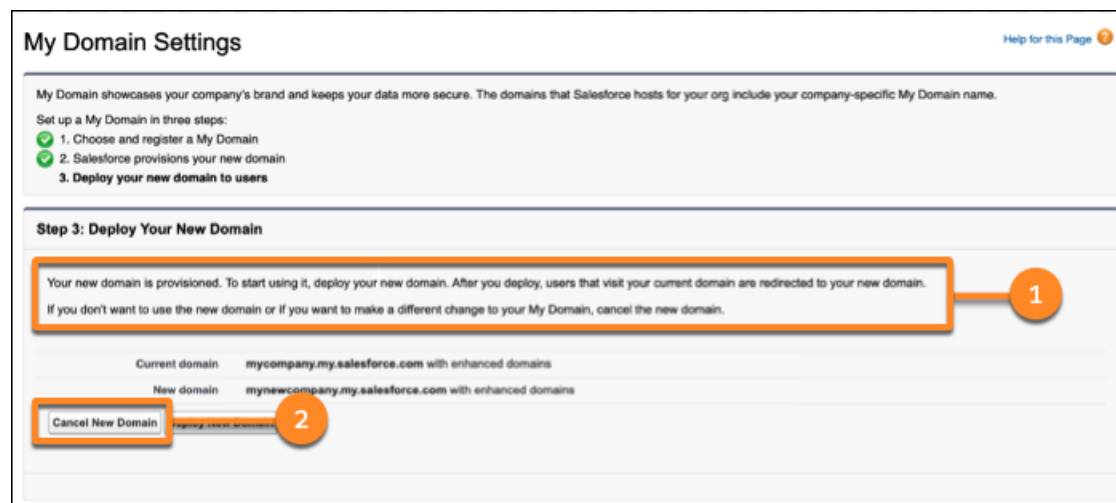 My Domain Settings
Help for this Page ?
My Domain showcases your company's brand and keeps your data more secure. The domains that Salesforce hosts for your org include your company-specific My Domain name.
Set up a My Domain in three steps:
1. Choose and register a My Domain
2. Salesforce provisions your new domain
3. Deploy your new domain to users
Step 3: Deploy Your New Domain
Your new domain is provisioned. To start using it, deploy your new domain. After you deploy, users that visit your current domain are redirected to your new domain.
If you don't want to use the new domain or if you want to make a different change to your My Domain, cancel the new domain.
1
Current domain mycompany.my.salesforce.com with enhanced domains
New domain mynewcompany.my.salesforce.com with enhanced domains
Cancel New Domain
2